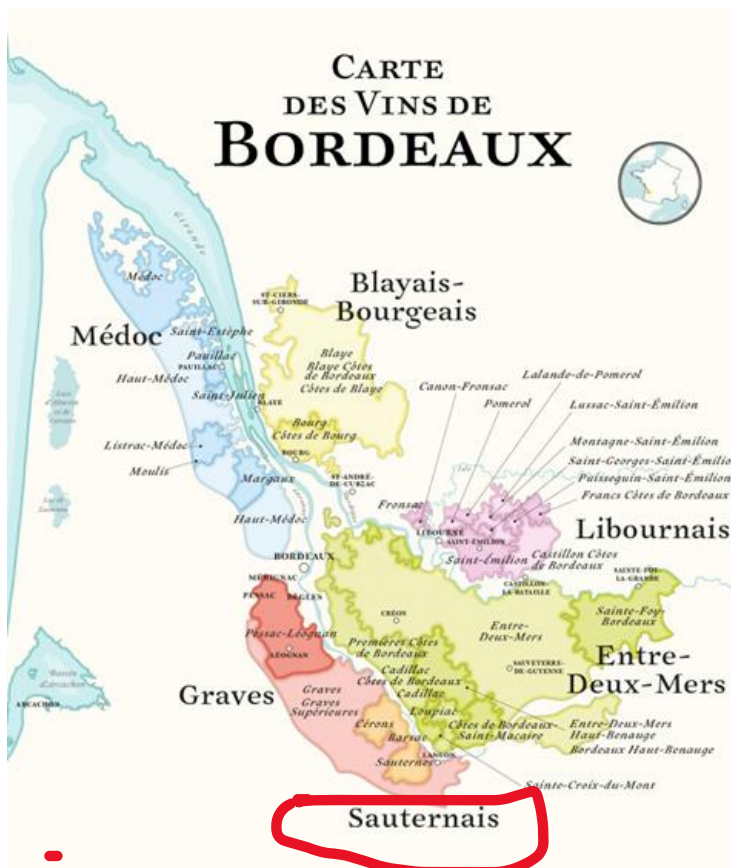 CARTE
DES VINS DE
BORDEAUX
Gironde
Médoc
Médoc
Saint-Estèphe
Pauillac
PAUILLAC
Haut-Médoc
Saint-Julien
Listrac-Médoc
Moulis
Margaux
Haut-Médoc
Blayais-
Bourgeais
ST-CIERS-
SUR-GIRONDE
Blaye
Blaye Côtes
de Bordeaux
Côtes de Blaye
BLAYE
Bourg
Côtes de Bourg
BOURG
ST-ANDRÉ-
DE-CUBZAC
Canon-Fronsac
Lalande-de-Pomerol
Pomerol
Lussac-Saint-Émilion
Montagne-Saint-Émilion
Saint-Georges-Saint-Émilio
Puisseguin-Saint-Émilion
Francs Côtes de Bordeaux
Fronsac
LIBOURNE
SAINT-ÉMILION
Libournais
Saint-Émilion
Castillon Côtes
de Bordeaux
CASTILLON-
LA-BATAILLE
SAINTE-FOY-
LA-GRANDE
BORDEAUX
MÉRIGNAC
PESSAC
BÈGLES
Pessac-Léognan
LÉOGNAN
CRÉON
Entre-
Deux-Mers
Sainte-Foy-
Bordeaux
Premières Côtes
de Bordeaux
SAUVETERRE-
DE-GUYENNE
Entre-
Deux-Mers
Cadillac
Côtes de Bordeaux
Cadillac
Graves
Graves
Graves
Supérieures
Loupiac
Côtes de Bordeaux-
Saint-Macaire
Entre-Deux-Mers
Haut-Benauge
Bordeaux Haut-Benauge
Cérons
Barsac
Sauternes
LANGON
Sainte-Croix-du-Mont
Bassin
d'Arcachon
ARCACHON
Sauternais